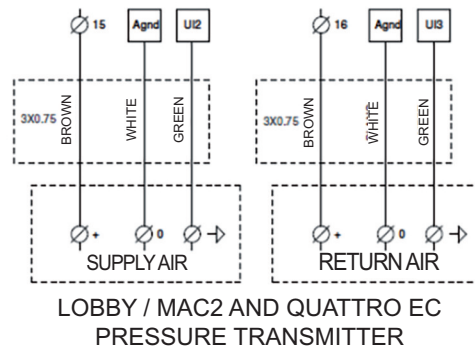 15 Agnd UI2 16 Agnd UI3
3X0.75 BROWN WHITE GREEN 3X0.75 BROWN WHITE GREEN
+ 0 + 0
SUPPLY AIR RETURN AIR
LOBBY / MAC2 AND QUATTRO EC
PRESSURE TRANSMITTER